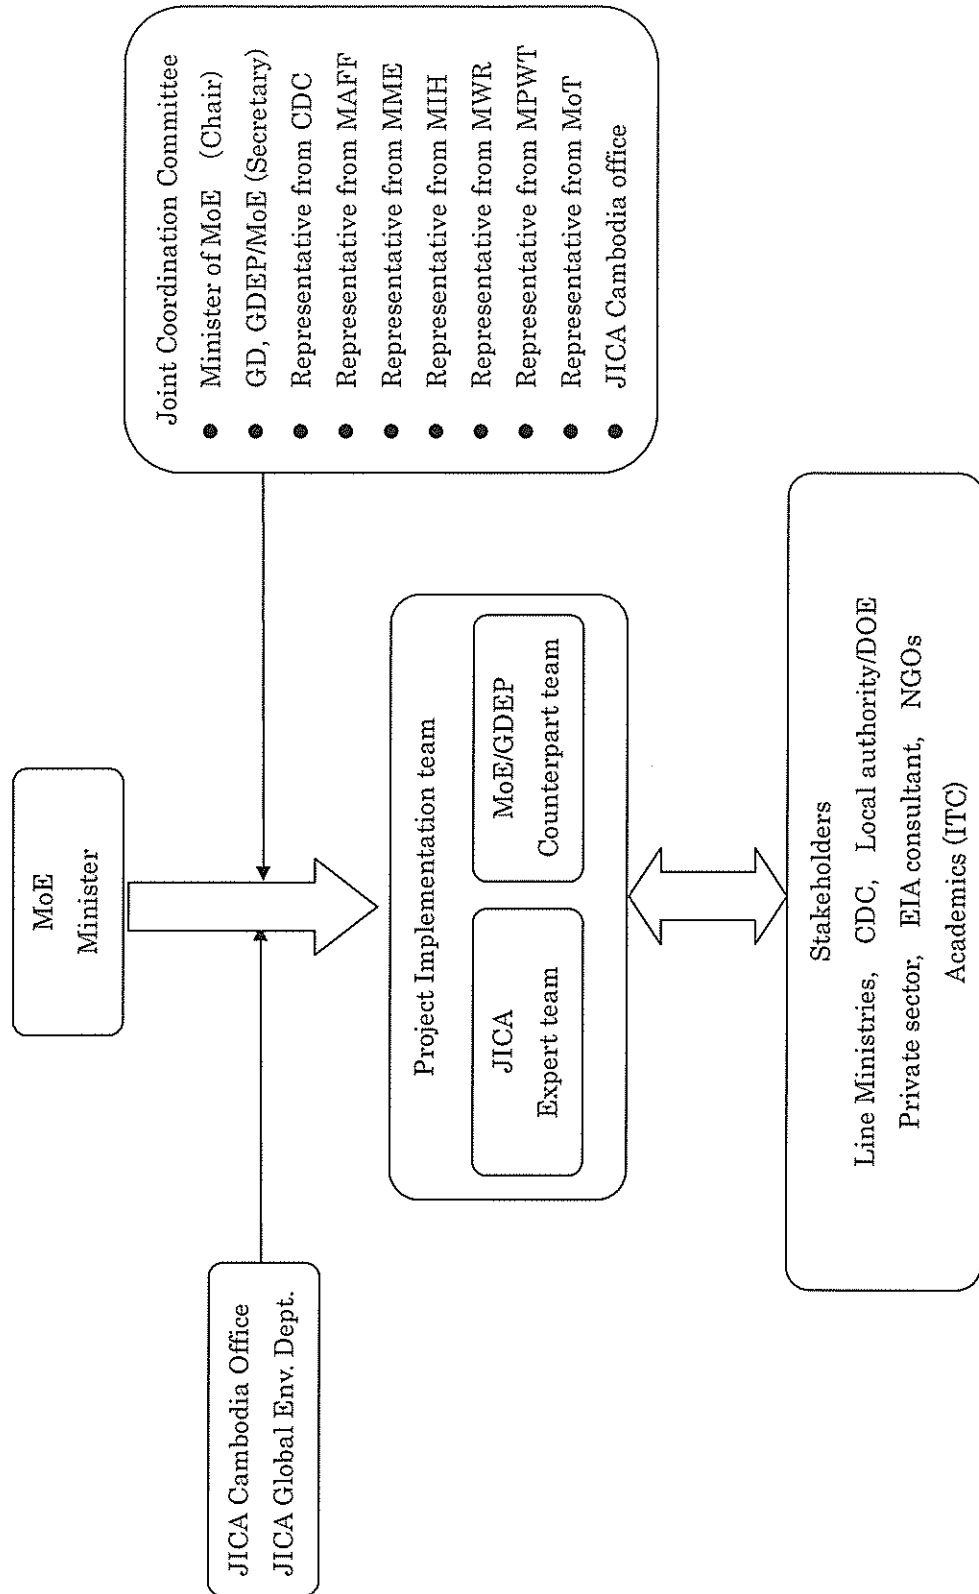 MoE
Minister
JICA Cambodia Office
JICA Global Env. Dept.
Joint Coordination Committee
● Minister of MoE (Chair)
● GD, GDEP/MoE (Secretary)
● Representative from CDC
● Representative from MAFF
● Representative from MME
● Representative from MIH
● Representative from MWR
● Representative from MPWT
● Representative from MoT
● JICA Cambodia office
Project Implementation team
JICA
Expert team
MoE/GDEP
Counterpart team
Stakeholders
Line Ministries, CDC, Local authority/DOE
Private sector, EIA consultant, NGOs
Academics (ITC)